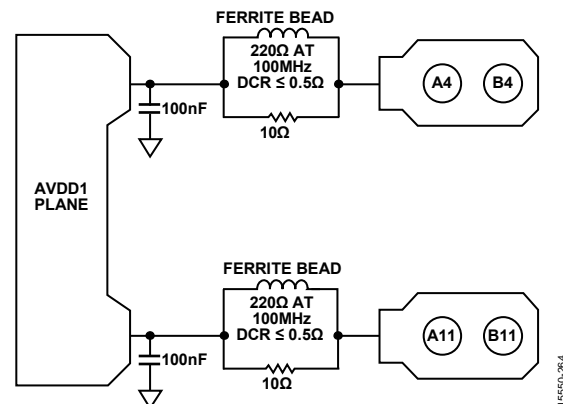 FERRITE BEAD
220Ω AT
100MHz
DCR ≤ 0.5Ω
A4 B4
100nF
10Ω
AVDD1
PLANE
FERRITE BEAD
220Ω AT
100MHz
DCR ≤ 0.5Ω
A11 B11
100nF
10Ω
15550-264